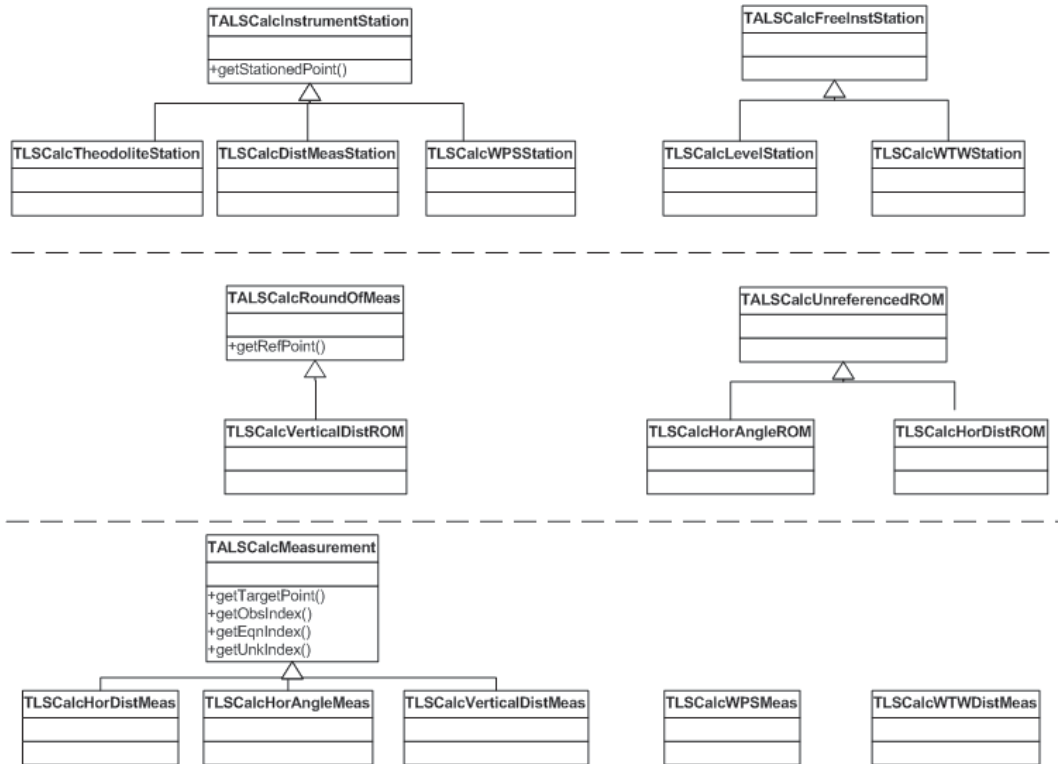 TALSCalcInstrumentStation
+getStationedPoint()
TALSCalcFreeInstStation
TLSCalcTheodoliteStation
TLSCalcDistMeasStation
TLSCalcWPSStation
TLSCalcLevelStation
TLSCalcWTWStation
TALSCalcRoundOfMeas
+getRefPoint()
TALSCalcUnreferencedROM
TLSCalcVerticalDistROM
TLSCalcHorAngleROM
TLSCalcHorDistROM
TALSCalcMeasurement
+getTargetPoint()
+getObsIndex()
+getEqnIndex()
+getUnkIndex()
TLSCalcHorDistMeas
TLSCalcHorAngleMeas
TLSCalcVerticalDistMeas
TLSCalcWPSMeas
TLSCalcWTWDistMeas